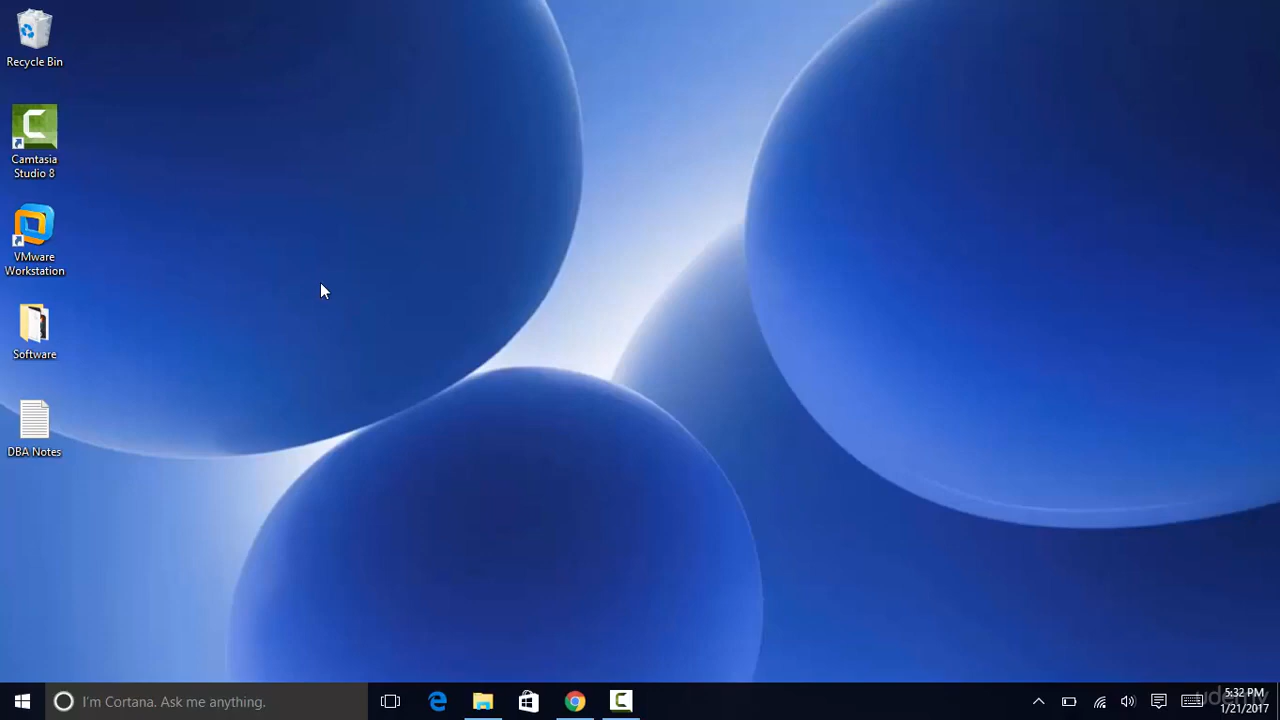 Recycle Bin
Camtasia
Studio 8
VMware
Workstation
Software
DBA Notes
I'm Cortana. Ask me anything.
5:32 PM
1/21/2017
udemy